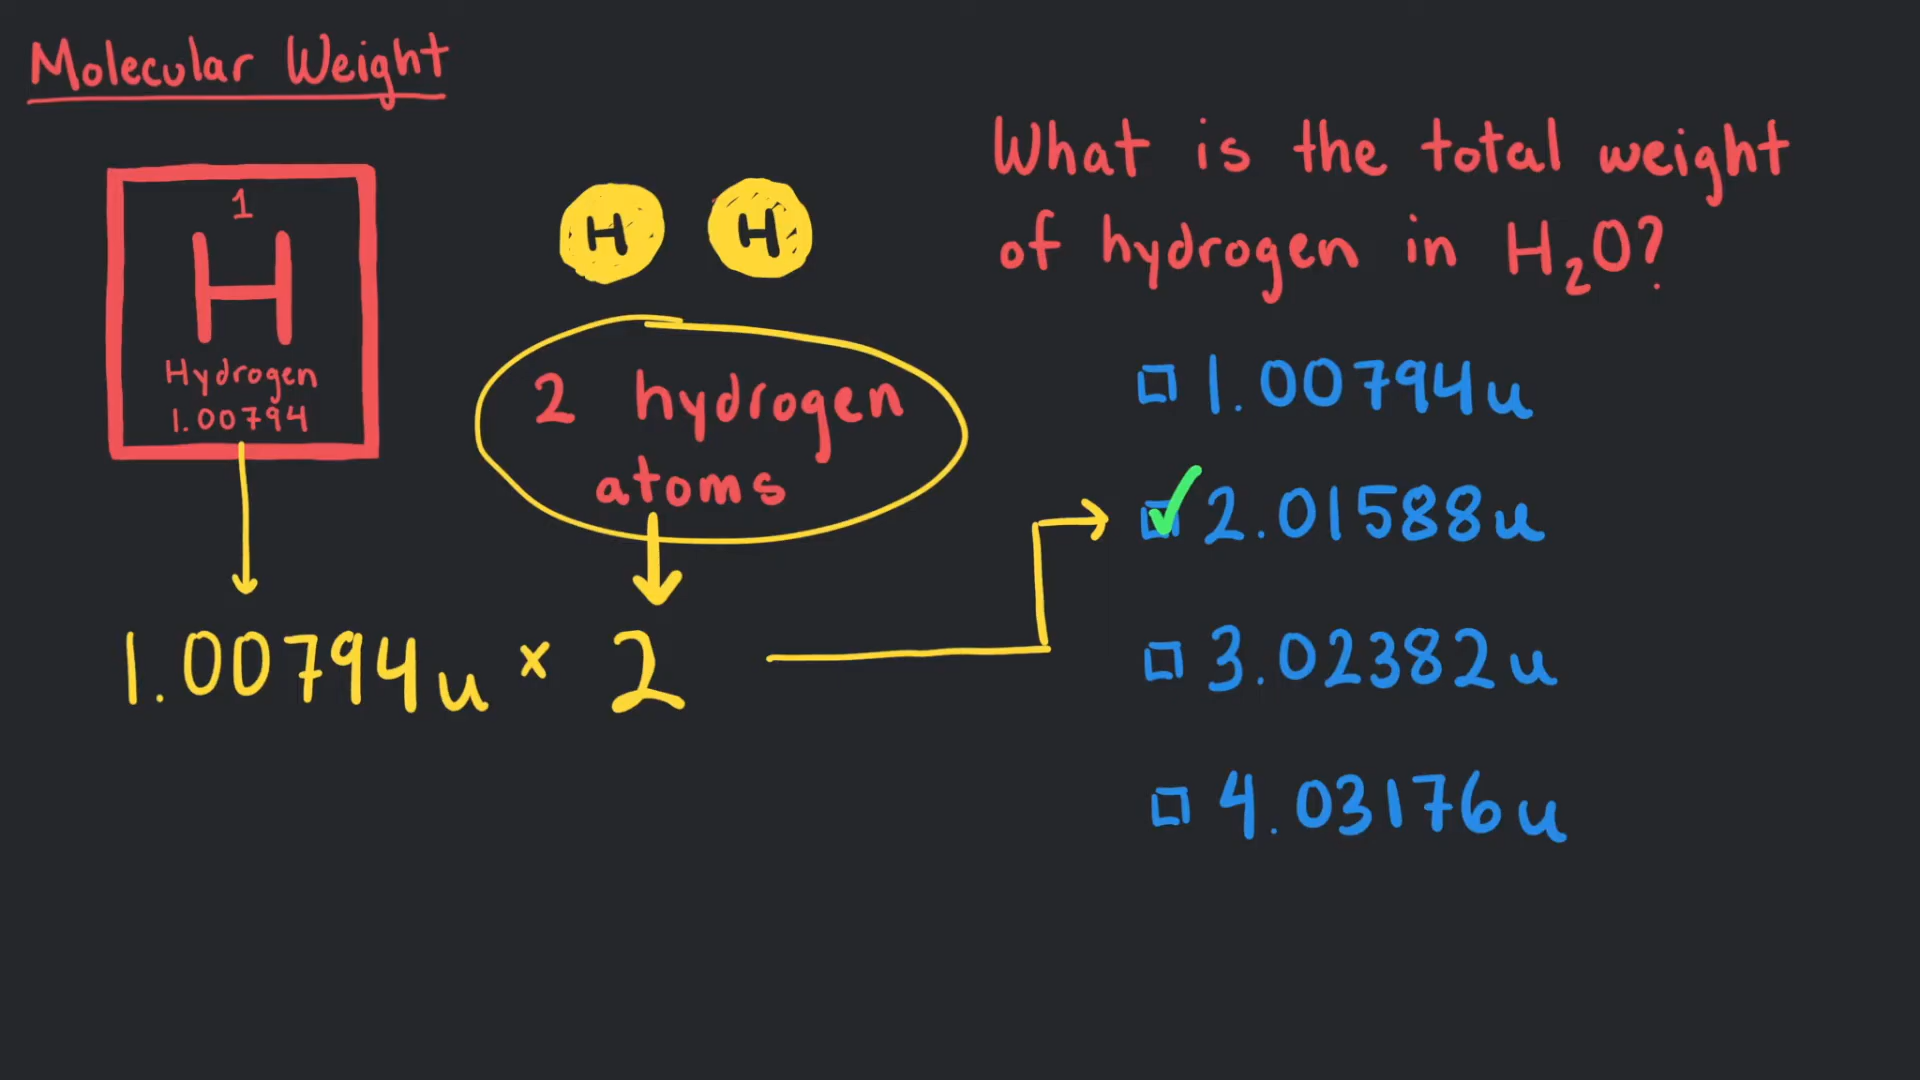 Molecular Weight
1
H
Hydrogen
1.00794
H H
2 hydrogen
atoms
1.00794u × 2
What is the total weight
of hydrogen in H₂O?
1.00794u
2.01588u
3.02382u
4.03176u